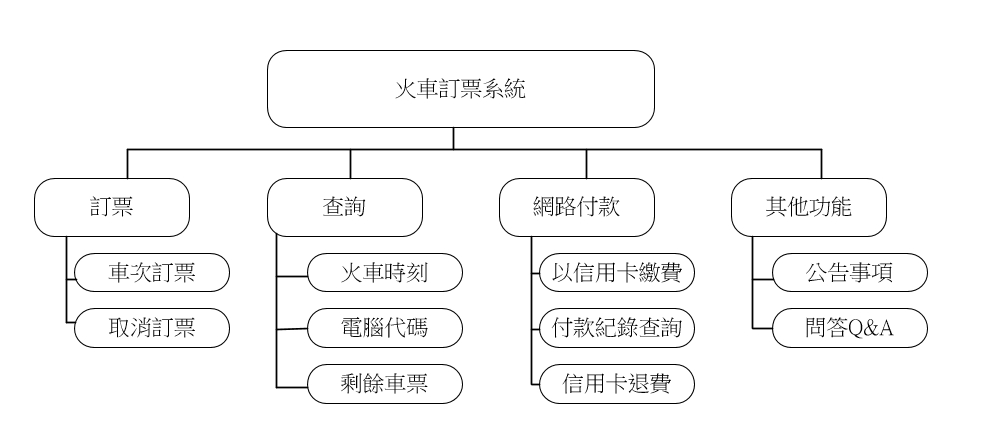 火車訂票系統
訂票
車次訂票
取消訂票
查詢
火車時刻
電腦代碼
剩餘車票
網路付款
以信用卡繳費
付款紀錄查詢
信用卡退費
其他功能
公告事項
問答Q&A